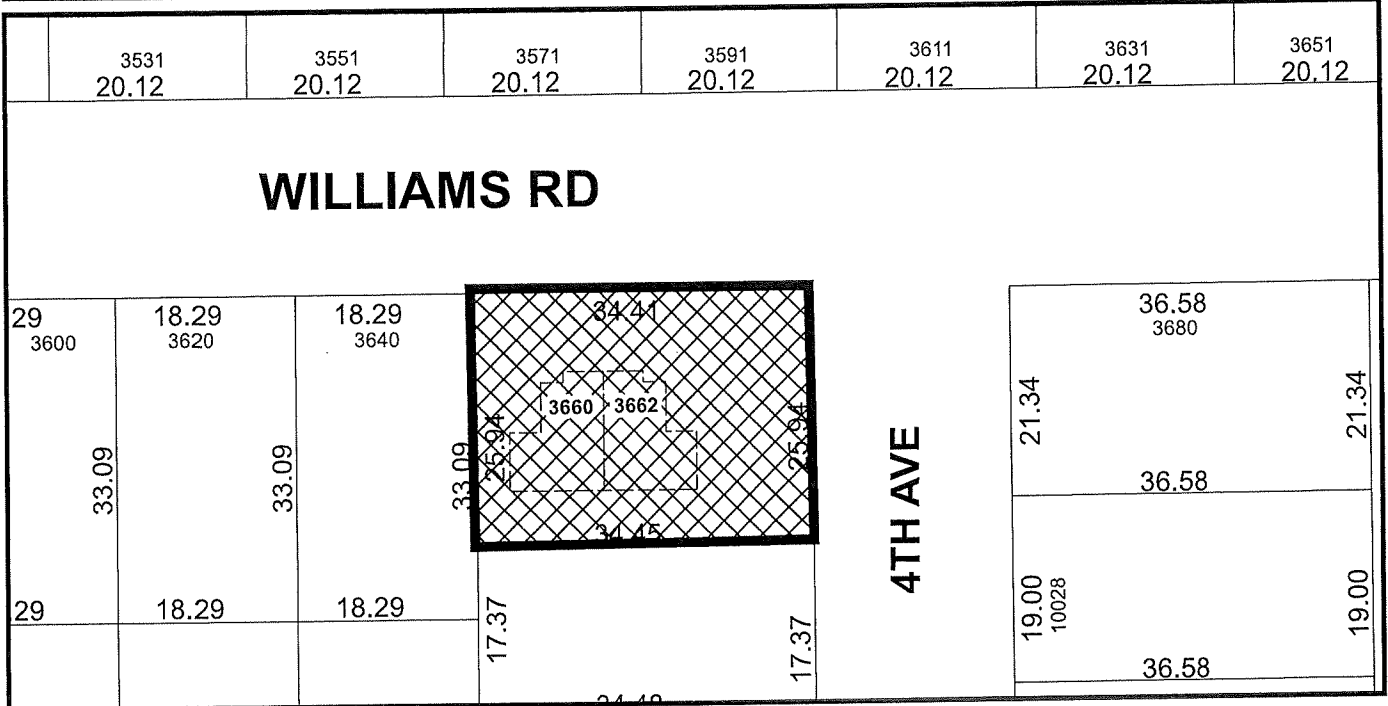 3531 3551 3571 3591 3611 3631 3651
20.12 20.12 20.12 20.12 20.12 20.12 20.12
WILLIAMS RD
29 18.29 18.29 34.41 36.58
3600 3620 3640 3680
3660 3662
33.09 33.09 33.09 25.94 25.94 21.34 21.34
4TH AVE
36.58
34.45
29 18.29 18.29
17.37 17.37 19.00 10028 19.00
36.58